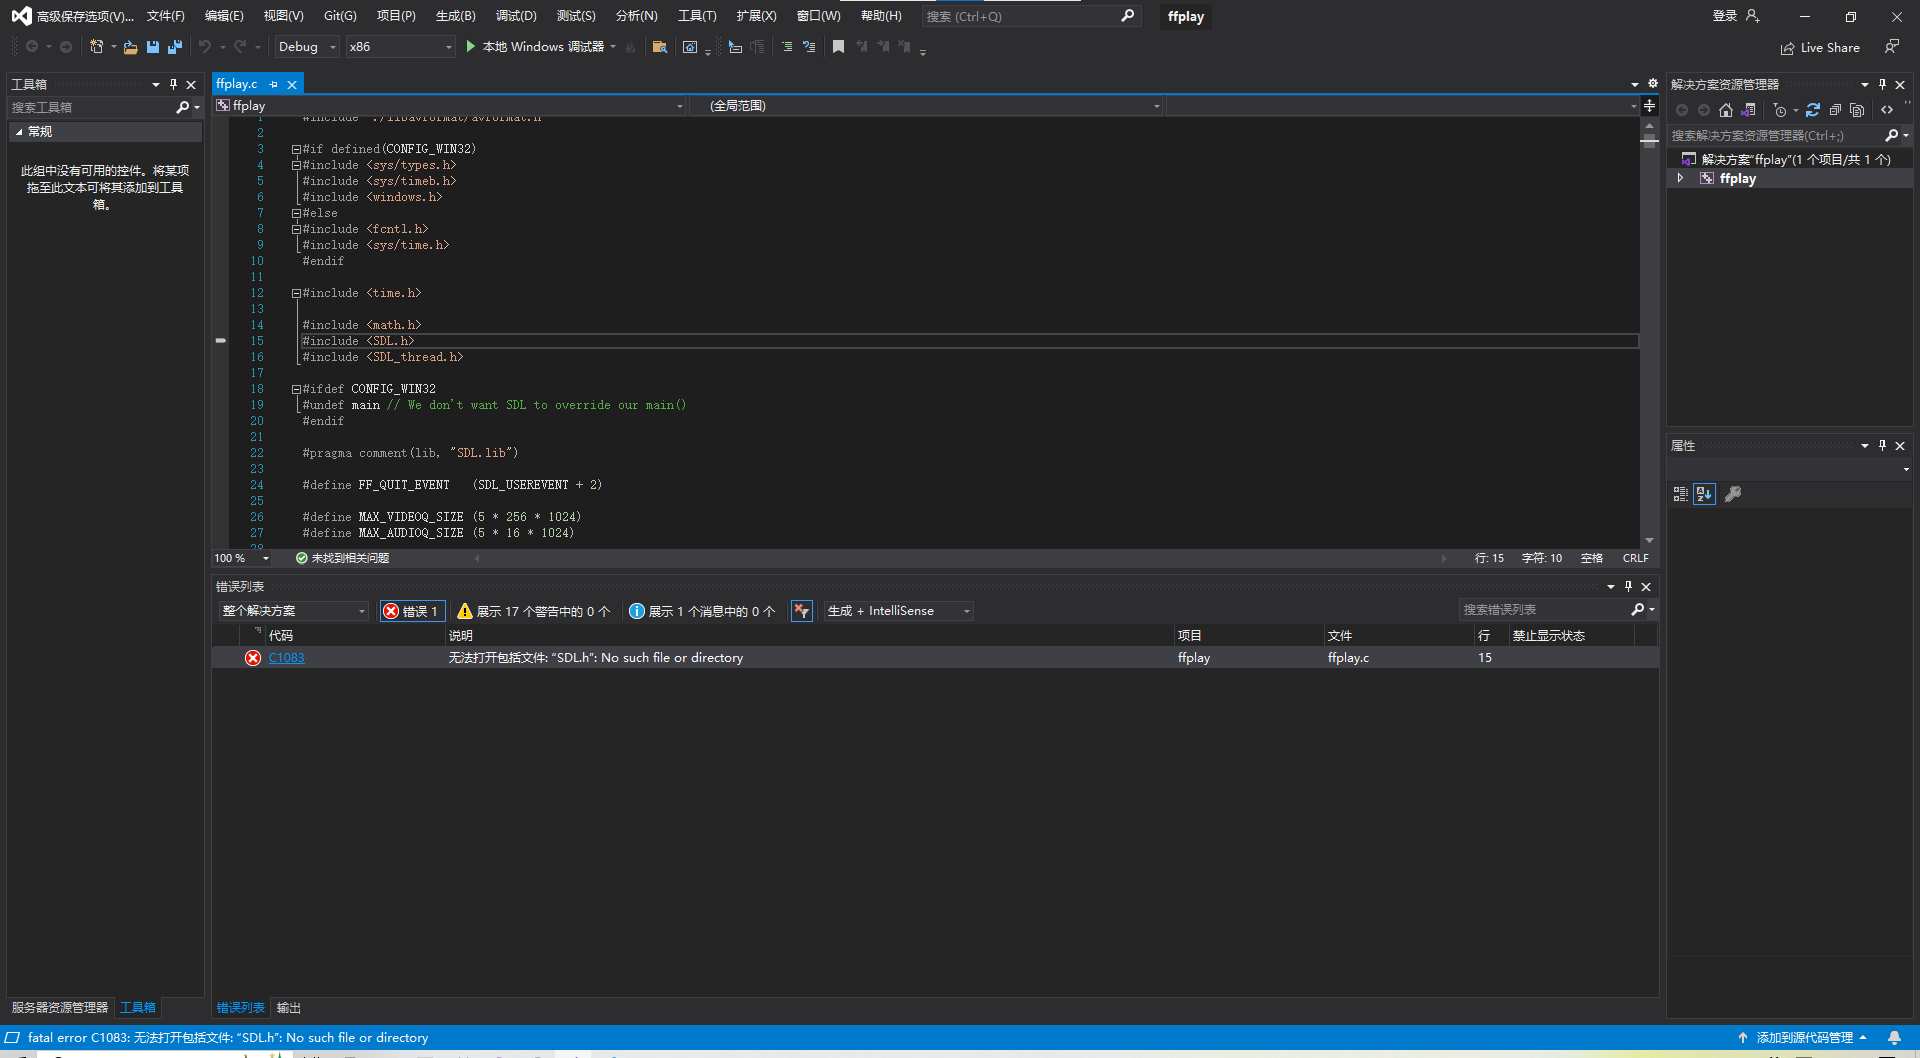 高级保存选项(V)... 文件(F) 编辑(E) 视图(V) Git(G) 项目(P) 生成(B) 调试(D) 测试(S) 分析(N) 工具(T) 扩展(X) 窗口(W) 帮助(H) 搜索 (Ctrl+Q) ffplay 登录
Debug x86 本地 Windows 调试器 Live Share
工具箱
搜索工具箱
常规
此组中没有可用的控件。将某项
拖至此文本可将其添加到工具
箱。
服务器资源管理器 工具箱
ffplay.c
ffplay (全局范围)
1 #include "./libavformat/avformat.h"
2
3 #if defined(CONFIG_WIN32)
4 #include <sys/types.h>
5 #include <sys/timeb.h>
6 #include <windows.h>
7 #else
8 #include <fcntl.h>
9 #include <sys/time.h>
10 #endif
11
12 #include <time.h>
13
14 #include <math.h>
15 #include <SDL.h>
16 #include <SDL_thread.h>
17
18 #ifdef CONFIG_WIN32
19 #undef main // We don't want SDL to override our main()
20 #endif
21
22 #pragma comment(lib, "SDL.lib")
23
24 #define FF_QUIT_EVENT (SDL_USEREVENT + 2)
25
26 #define MAX_VIDEOQ_SIZE (5 * 256 * 1024)
27 #define MAX_AUDIOQ_SIZE (5 * 16 * 1024)
28
100 % 未找到相关问题 行: 15 字符: 10 空格 CRLF
错误列表
整个解决方案 错误 1 展示 17 个警告中的 0 个 展示 1 个消息中的 0 个 生成 + IntelliSense 搜索错误列表
代码 说明 项目 文件 行 禁止显示状态
C1083 无法打开包括文件: “SDL.h”: No such file or directory ffplay ffplay.c 15
错误列表 输出
解决方案资源管理器
搜索解决方案资源管理器(Ctrl+;)
解决方案“ffplay”(1 个项目/共 1 个)
ffplay
属性
fatal error C1083: 无法打开包括文件: “SDL.h”: No such file or directory 添加到源代码管理